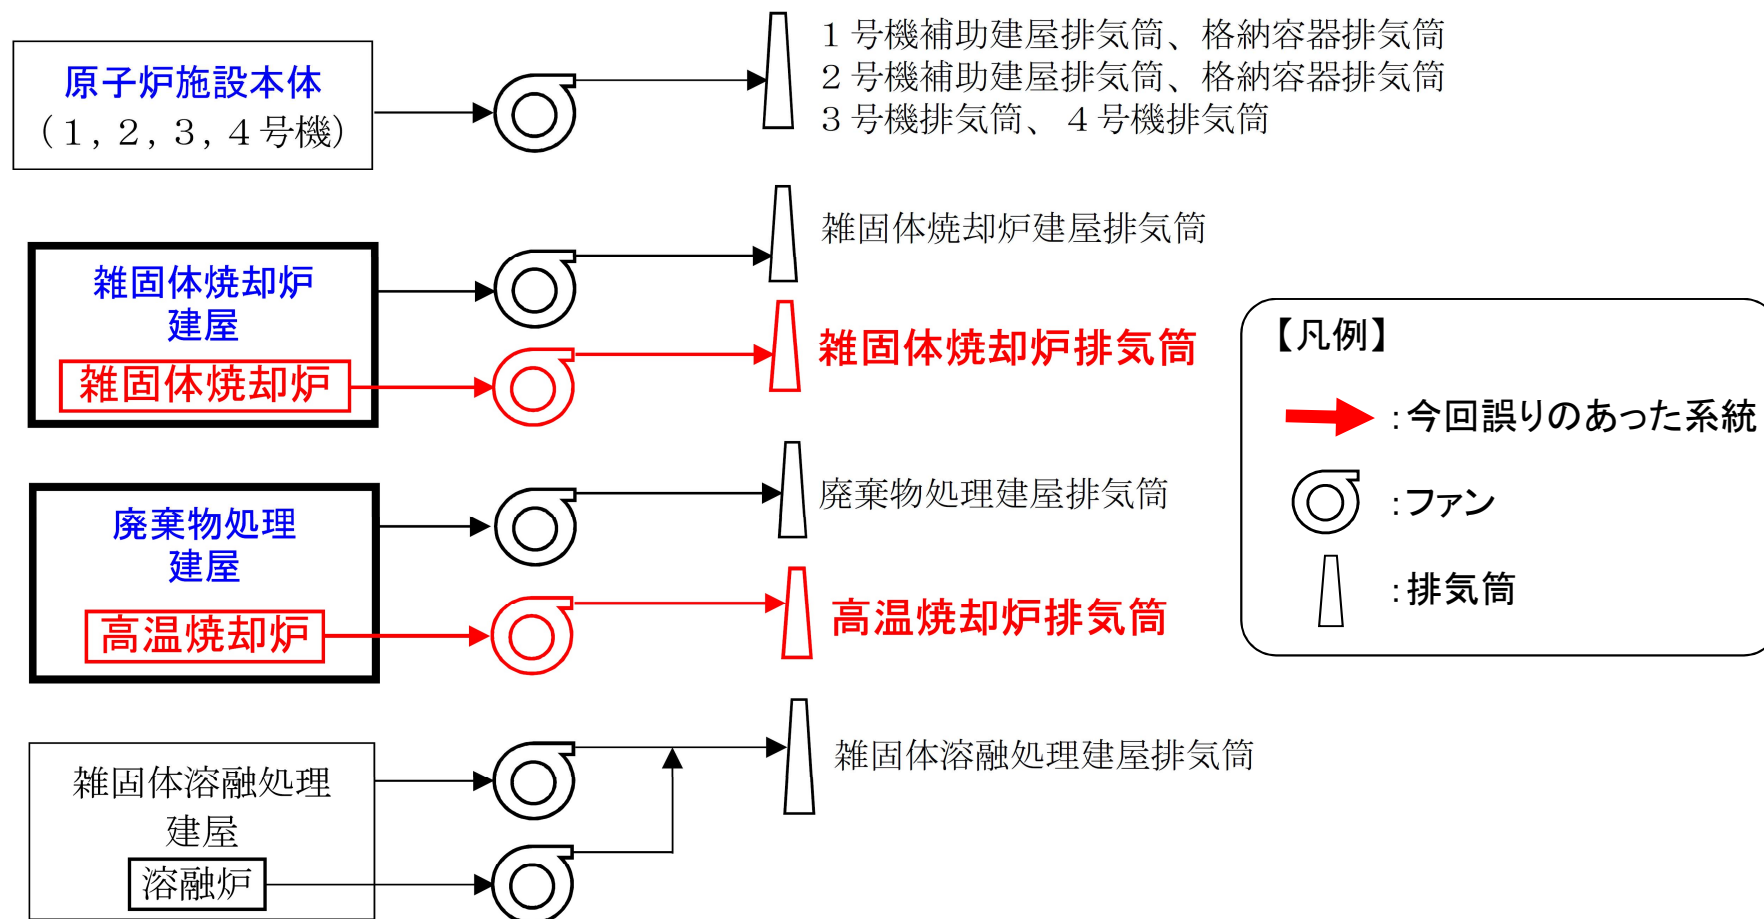 原子炉施設本体
(１,２,３,４号機)
１号機補助建屋排気筒、格納容器排気筒
２号機補助建屋排気筒、格納容器排気筒
３号機排気筒、４号機排気筒
雑固体焼却炉
建屋
雑固体焼却炉
雑固体焼却炉建屋排気筒
雑固体焼却炉排気筒
廃棄物処理
建屋
高温焼却炉
廃棄物処理建屋排気筒
高温焼却炉排気筒
雑固体溶融処理
建屋
溶融炉
雑固体溶融処理建屋排気筒
【凡例】
:今回誤りのあった系統
:ファン
:排気筒